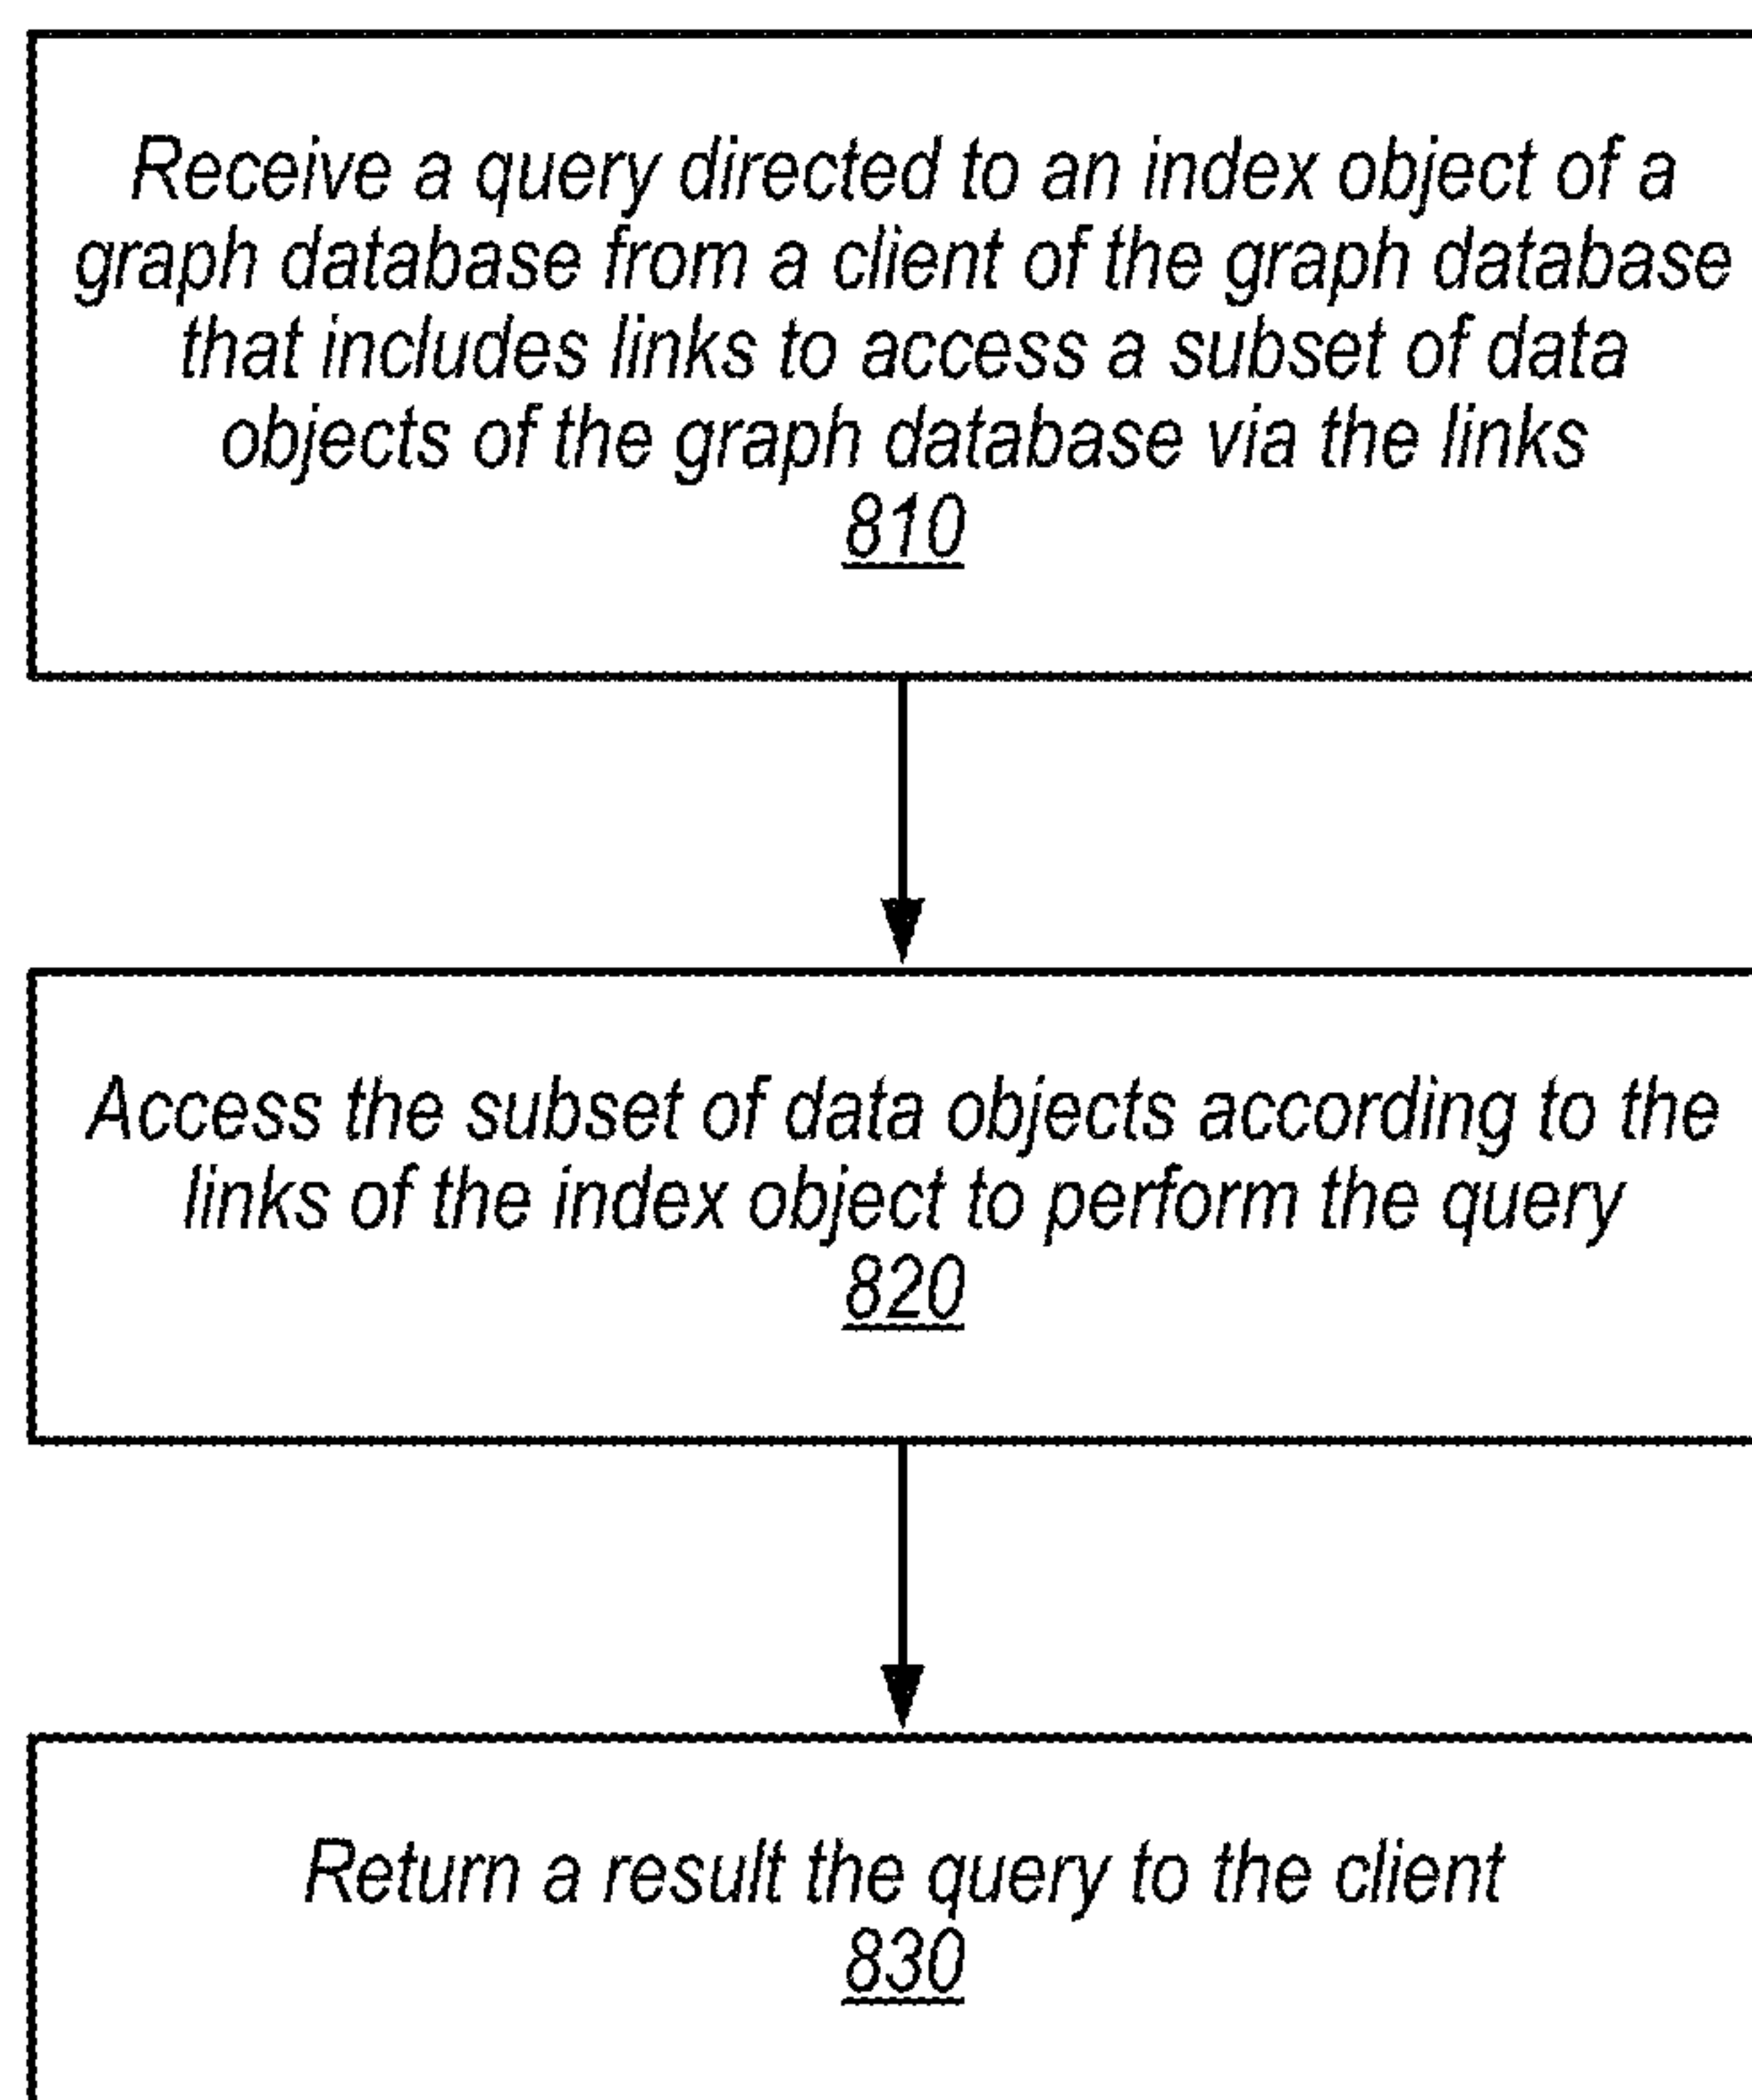 Receive a query directed to an index object of a
graph database from a client of the graph database
that includes links to access a subset of data
objects of the graph database via the links
810
Access the subset of data objects according to the
links of the index object to perform the query
820
Return a result the query to the client
830